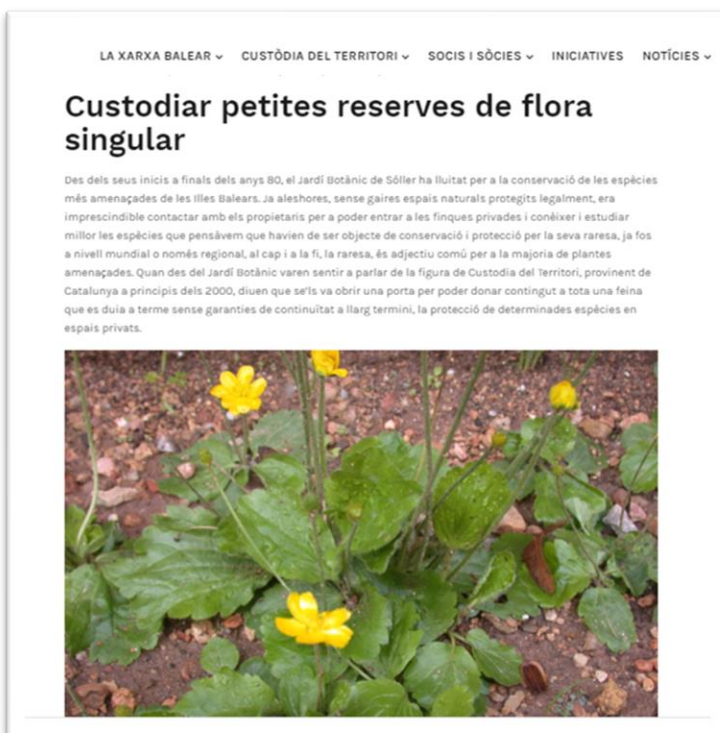 LA XARXA BALEAR CUSTÒDIA DEL TERRITORI SOCIS I SÒCIES INICIATIVES NOTÍCIES
Custodiar petites reserves de flora
singular
Des dels seus inicis a finals dels anys 80, el Jardí Botànic de Sóller ha lluitat per a la conservació de les espècies
més amenaçades de les Illes Balears. Ja aleshores, sense gaires espais naturals protegits legalment, era
imprescindible contactar amb els propietaris per a poder entrar a les finques privades i conèixer i estudiar
millor les espècies que pensàvem que havien de ser objecte de conservació i protecció per la seva raresa, ja fos
a nivell mundial o només regional, al cap i a la fi, la raresa, és adjectiu comú per a la majoria de plantes
amenaçades. Quan des del Jardí Botànic varen sentir a parlar de la figura de Custodia del Territori, provinent de
Catalunya a principis dels 2000, diuen que se'ls va obrir una porta per poder donar contingut a tota una feina
que es duia a terme sense garanties de continuïtat a llarg termini, la protecció de determinades espècies en
espais privats.